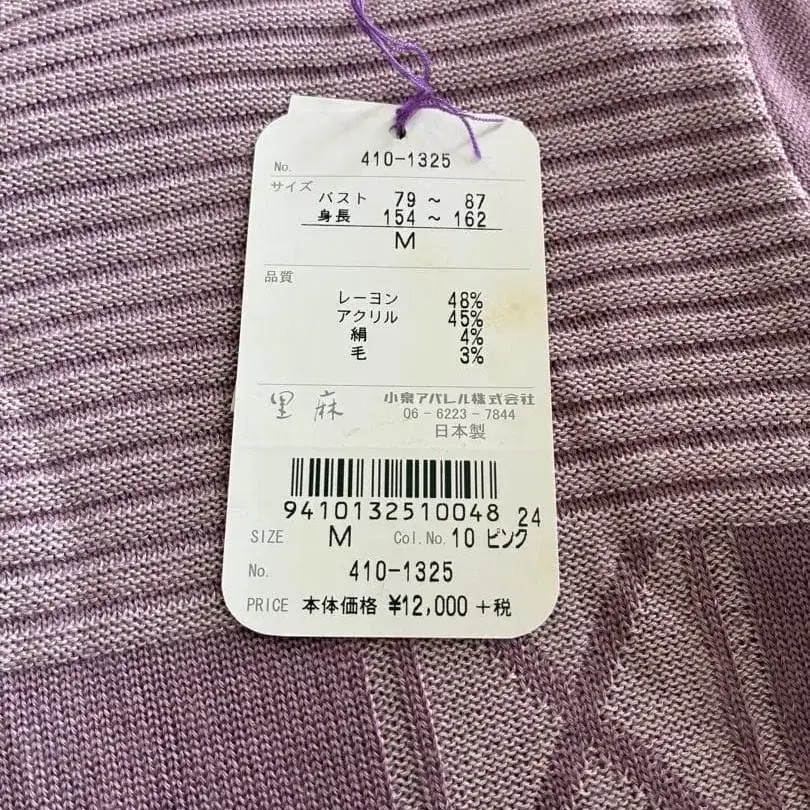 No. 410-1325
サイズ
バスト 79 ~ 87
身長 154 ~ 162
M
品質
レーヨン 48%
アクリル 45%
絹 4%
毛 3%
里麻
小泉アパレル株式会社
06-6223-7844
日本製
9410132510048 24
SIZE M Col.No. 10 ピンク
No. 410-1325
PRICE 本体価格 ¥12,000 +税